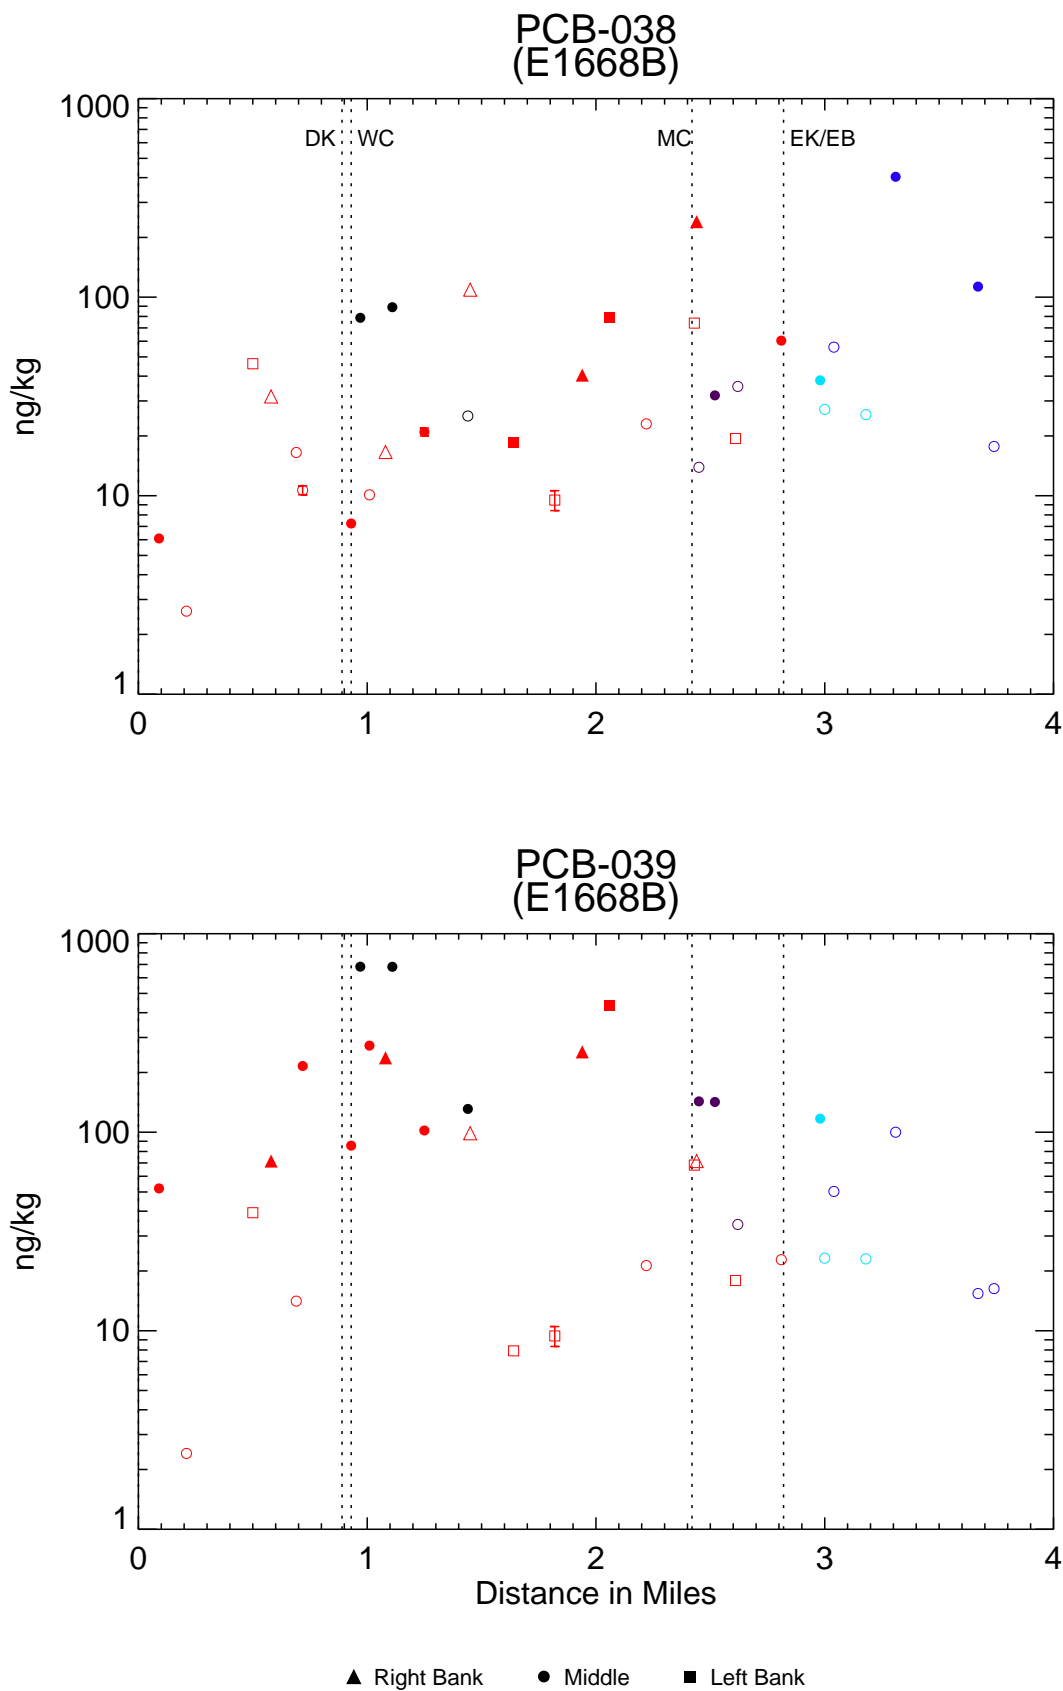 PCB-038
(E1668B)
1000
DK WC MC EK/EB
100
ng/kg
10
1
0 1 2 3 4
PCB-039
(E1668B)
1000
100
ng/kg
10
1
0 1 2 3 4
Distance in Miles
Right Bank Middle Left Bank